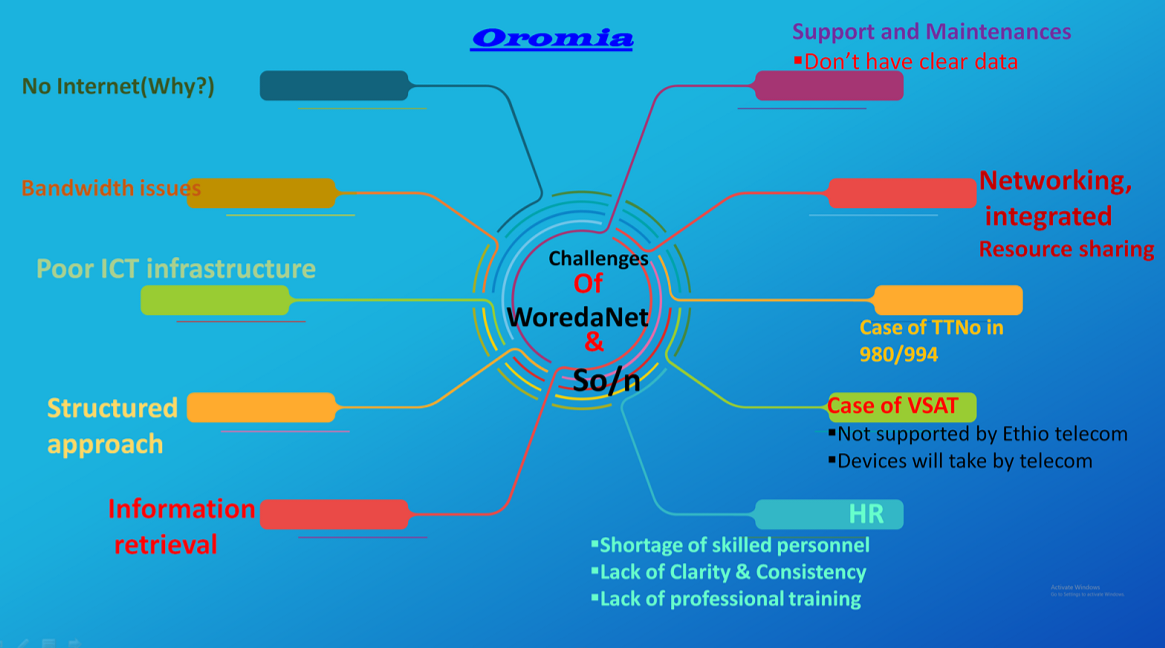 Oromia
No Internet(Why?)
Bandwidth issues
Poor ICT infrastructure
Structured
approach
Information
retrieval
Challenges
Of
WoredaNet
&
So/n
Support and Maintenances
▪Don't have clear data
Networking,
integrated
Resource sharing
Case of TTNo in
980/994
Case of VSAT
▪Not supported by Ethio telecom
▪Devices will take by telecom
HR
▪Shortage of skilled personnel
▪Lack of Clarity & Consistency
▪Lack of professional training
Activate Windows
Go to Settings to activate Windows.